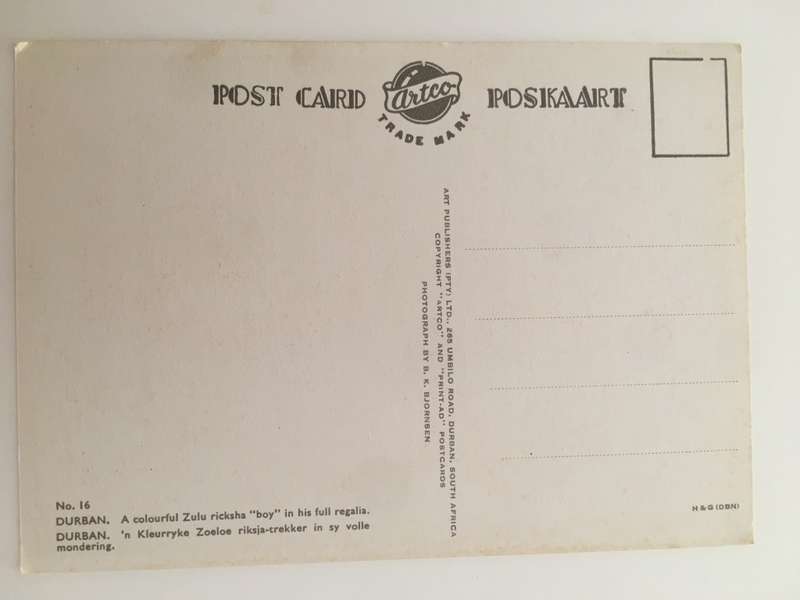 POST CARD Artco POSKAART
TRADE MARK
ART PUBLISHERS (PTY) LTD., 265 UMBILO ROAD, DURBAN, SOUTH AFRICA
COPYRIGHT "ARTCO" AND "PRINT-AD" POSTCARDS
PHOTOGRAPH BY B. K. BJORNSEN
No. 16
DURBAN. A colourful Zulu ricksha "boy" in his full regalia.
DURBAN. 'n Kleurryke Zoeloe riksja-trekker in sy volle
mondering.
H & G (DBN)